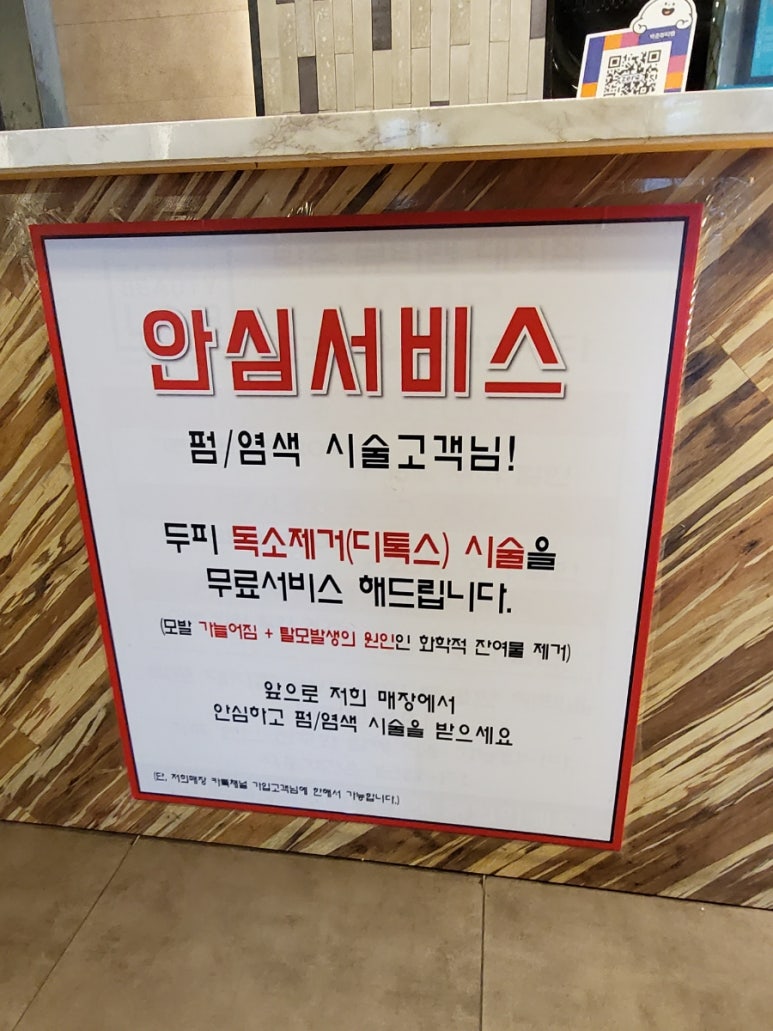 안심서비스
펌/염색 시술고객님!
두피 독소제거(디톡스) 시술을
무료서비스 해드립니다.
(모발 가늘어짐 + 탈모발생의 원인인 화학적 잔여물 제거)
앞으로 저희 매장에서
안심하고 펌/염색 시술을 받으세요
(단, 저희매장 카톡채널 가입고객님에 한해서 가능합니다.)